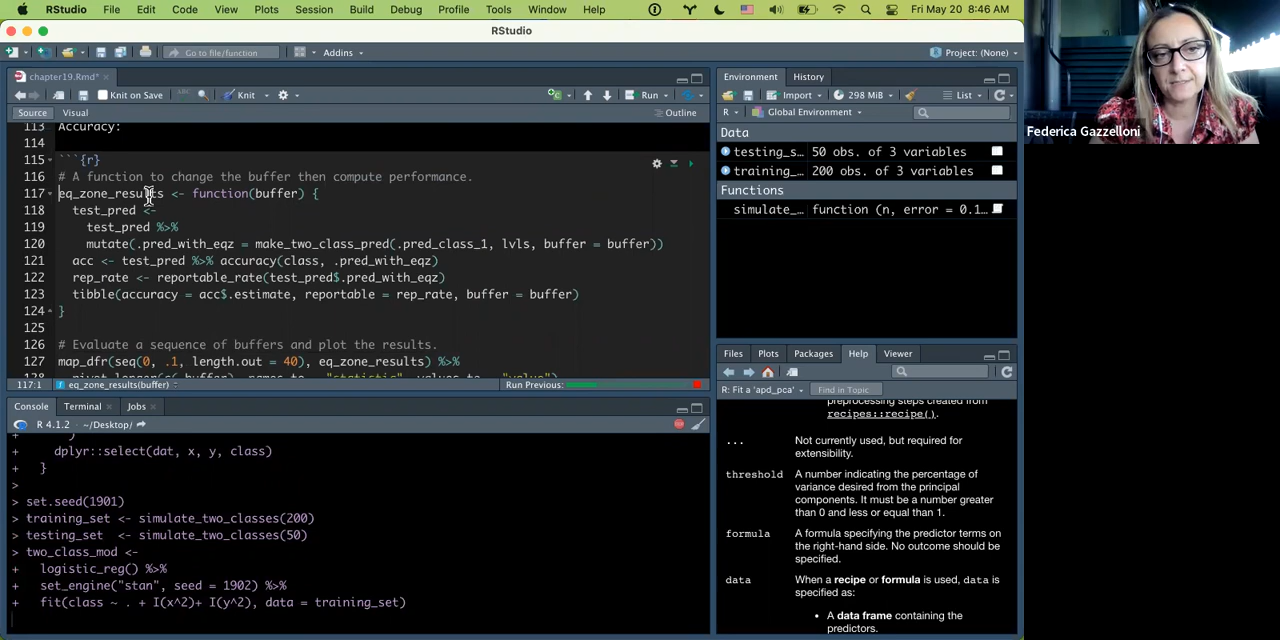 RStudio File Edit Code View Plots Session Build Debug Profile Tools Window Help Fri May 20 8:46 AM
RStudio
Go to file/function Addins Project: (None)
chapter19.Rmd*
Knit on Save Knit Run
Source Visual Outline
113 Accuracy:
114
115 ```{r}
116 # A function to change the buffer then compute performance.
117 eq_zone_results <- function(buffer) {
118 test_pred <-
119 test_pred %>%
120 mutate(.pred_with_eqz = make_two_class_pred(.pred_class_1, lvls, buffer = buffer))
121 acc <- test_pred %>% accuracy(class, .pred_with_eqz)
122 rep_rate <- reportable_rate(test_pred$.pred_with_eqz)
123 tibble(accuracy = acc$.estimate, reportable = rep_rate, buffer = buffer)
124 }
125
126 # Evaluate a sequence of buffers and plot the results.
127 map_dfr(seq(0, .1, length.out = 40), eq_zone_results) %>%
117:1 eq_zone_results(buffer) Run Previous:
Console Terminal Jobs
R 4.1.2 · ~/Desktop/
+ )
+ dplyr::select(dat, x, y, class)
+ }
>
> set.seed(1901)
> training_set <- simulate_two_classes(200)
> testing_set <- simulate_two_classes(50)
> two_class_mod <-
+ logistic_reg() %>%
+ set_engine("stan", seed = 1902) %>%
+ fit(class ~ . + I(x^2)+ I(y^2), data = training_set)
Environment History
Import 298 MiB List
R Global Environment
Data
testing_s… 50 obs. of 3 variables
training_… 200 obs. of 3 variables
Functions
simulate_… function (n, error = 0.1…
Files Plots Packages Help Viewer
R: Fit a 'apd_pca' Find in Topic
preprocessing steps created from
recipes::recipe().
... Not currently used, but required for
extensibility.
threshold A number indicating the percentage of
variance desired from the principal
components. It must be a number greater
than 0 and less or equal than 1.
formula A formula specifying the predictor terms on
the right-hand side. No outcome should be
specified.
data When a recipe or formula is used, data is
specified as:
• A data frame containing the
predictors.
Federica Gazzelloni